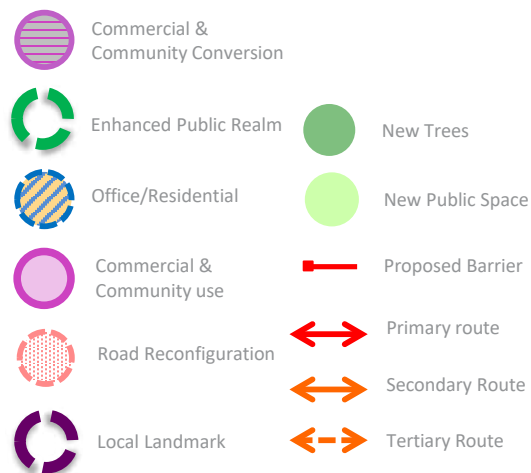 Commercial &
Community Conversion
Enhanced Public Realm
Office/Residential
Commercial &
Community use
Road Reconfiguration
Local Landmark
New Trees
New Public Space
Proposed Barrier
Primary route
Secondary Route
Tertiary Route